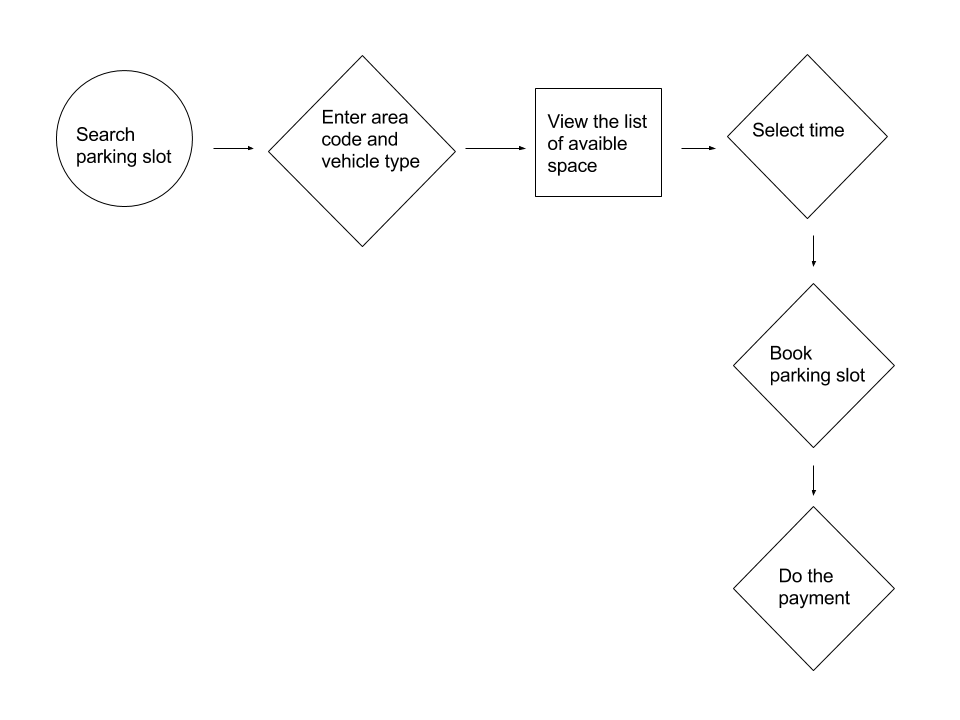 Search
parking slot
Enter area
code and
vehicle type
View the list
of avaible
space
Select time
Book
parking slot
Do the
payment